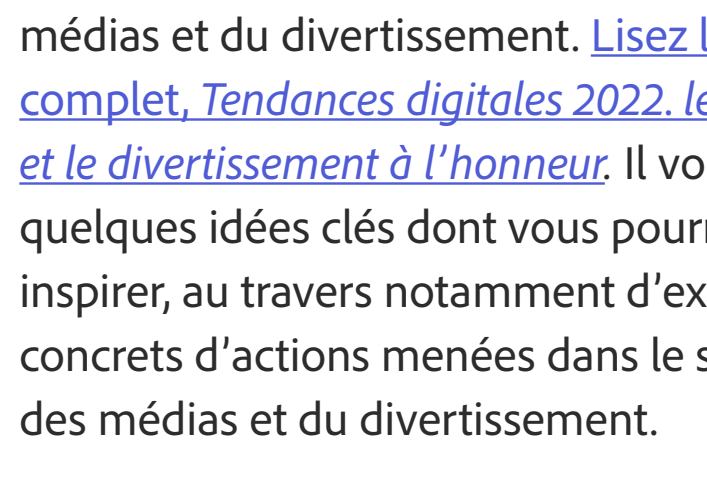 médias et du divertissement. Lisez l
complet, Tendances digitales 2022. le
et le divertissement à l’honneur. Il vo
quelques idées clés dont vous pourr
inspirer, au travers notamment d’ex
concrets d’actions menées dans le s
des médias et du divertissement.